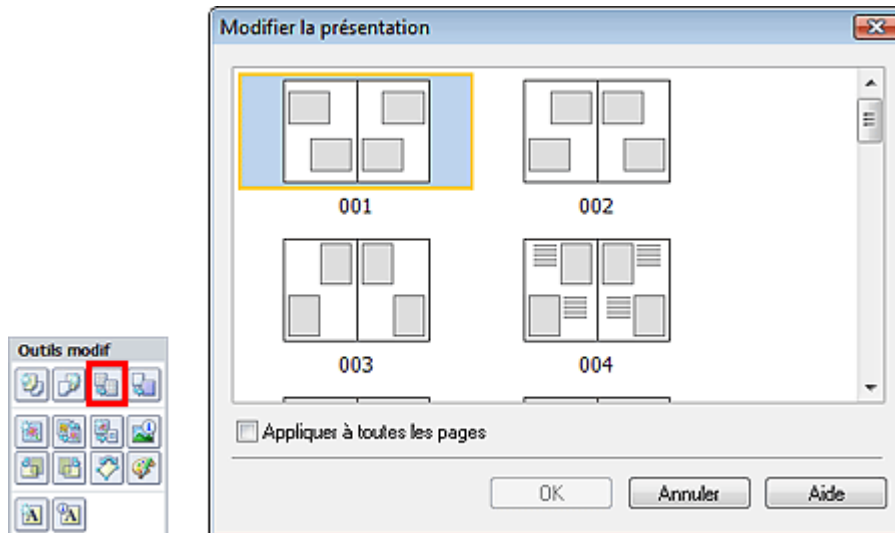 Modifier la présentation
001
002
003
004
Appliquer à toutes les pages
OK
Annuler
Aide
Outils modif
A
A